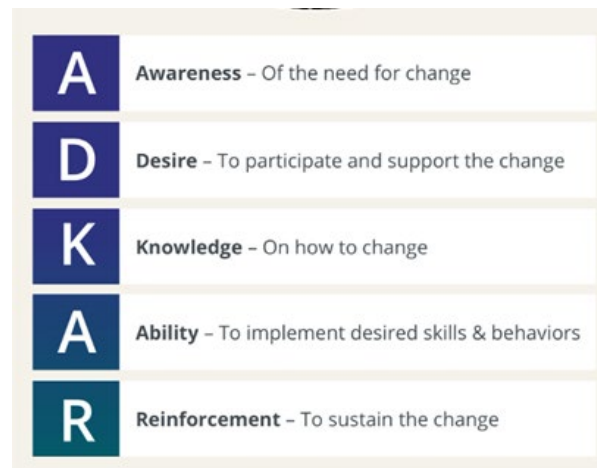 A Awareness – Of the need for change
D Desire – To participate and support the change
K Knowledge – On how to change
A Ability – To implement desired skills & behaviors
R Reinforcement – To sustain the change